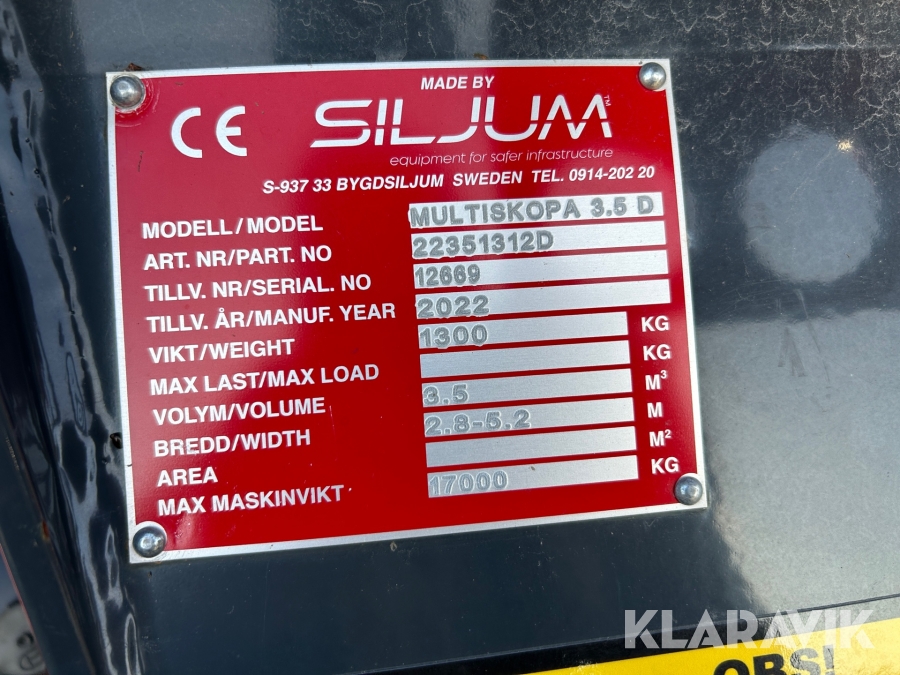 MADE BY
CE SILJUM™
equipment for safer infrastructure
S-937 33 BYGDSILJUM SWEDEN TEL. 0914-202 20
MODELL/MODEL MULTISKOPA 3.5 D
ART. NR/PART. NO 22351312D
TILLV. NR/SERIAL. NO 12669
TILLV. ÅR/MANUF. YEAR 2022
VIKT/WEIGHT 1300 KG
MAX LAST/MAX LOAD KG
VOLYM/VOLUME 3.5 M³
BREDD/WIDTH 2.8-5.2 M
AREA M²
MAX MASKINVIKT 17000 KG
KLARAVIK
OBS!